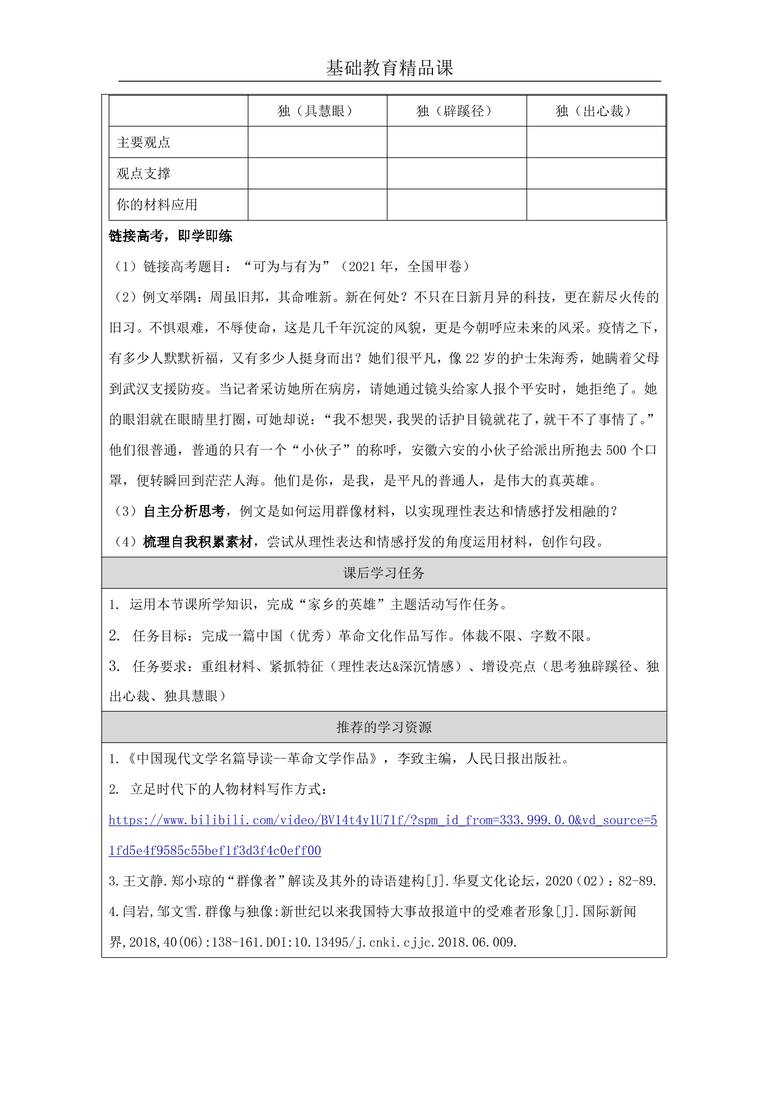 基础教育精品课
独（具慧眼） 独（辟蹊径） 独（出心裁）
主要观点
观点支撑
你的材料应用
链接高考，即学即练
（1）链接高考题目：“可为与有为”（2021 年，全国甲卷）
（2）例文举隅：周虽旧邦，其命唯新。新在何处？不只在日新月异的科技，更在薪尽火传的
旧习。不惧艰难，不辱使命，这是几千年沉淀的风貌，更是今朝呼应未来的风采。疫情之下，
有多少人默默祈福，又有多少人挺身而出？她们很平凡，像 22 岁的护士朱海秀，她瞒着父母
到武汉支援防疫。当记者采访她所在病房，请她通过镜头给家人报个平安时，她拒绝了。她
的眼泪就在眼睛里打圈,可她却说：“我不想哭,我哭的话护目镜就花了,就干不了事情了。”
他们很普通，普通的只有一个“小伙子”的称呼，安徽六安的小伙子给派出所抱去 500 个口
罩，便转瞬回到茫茫人海。他们是你，是我，是平凡的普通人，是伟大的真英雄。
（3）自主分析思考，例文是如何运用群像材料，以实现理性表达和情感抒发相融的？
（4）梳理自我积累素材，尝试从理性表达和情感抒发的角度运用材料，创作句段。
课后学习任务
1. 运用本节课所学知识，完成“家乡的英雄”主题活动写作任务。
2. 任务目标：完成一篇中国（优秀）革命文化作品写作。体裁不限、字数不限。
3. 任务要求：重组材料、紧抓特征（理性表达&深沉情感）、增设亮点（思考独辟蹊径、独
出心裁、独具慧眼）
推荐的学习资源
1.《中国现代文学名篇导读--革命文学作品》，李致主编，人民日报出版社。
2. 立足时代下的人物材料写作方式：
https://www.bilibili.com/video/BV14t4y1U71f/?spm_id_from=333.999.0.0&vd_source=5
1fd5e4f9585c55bef1f3d3f4c0eff00
3.王文静.郑小琼的“群像者”解读及其外的诗语建构[J].华夏文化论坛,2020（02）:82-89.
4.闫岩,邹文雪.群像与独像:新世纪以来我国特大事故报道中的受难者形象[J].国际新闻
界,2018,40(06):138-161.DOI:10.13495/j.cnki.cjjc.2018.06.009.